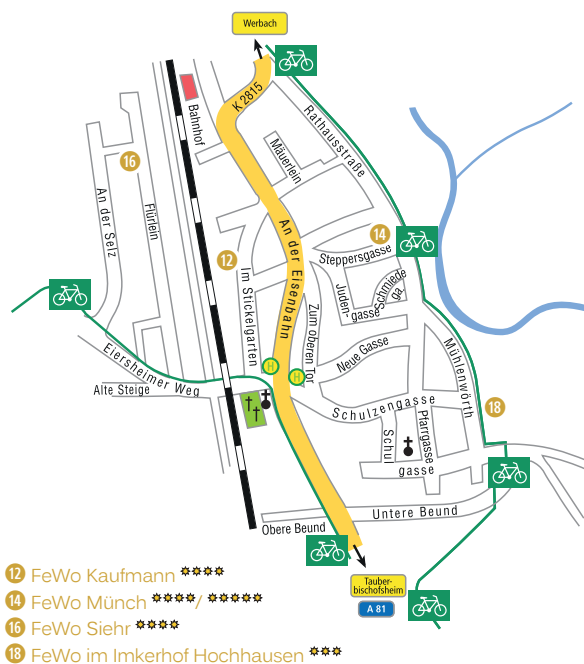 Werbach
K 2815
Bahnhof
Rathausstraße
Mäuerlein
16
An der Selz
Flürlein
14
Steppersgasse
12
An der Eisenbahn
Im Stickelgarten
Juden-
gasse
Schmiede
ga.
Zum oberen Tor
Neue Gasse
Mühlenwörth
Eiersheimer Weg
H
H
Alte Steige
Schulzengasse
18
Schul
gasse
Pfarrgasse
Untere Beund
Obere Beund
Tauber-
bischofsheim
A 81
12 FeWo Kaufmann
14 FeWo Münch /
16 FeWo Siehr
18 FeWo im Imkerhof Hochhausen